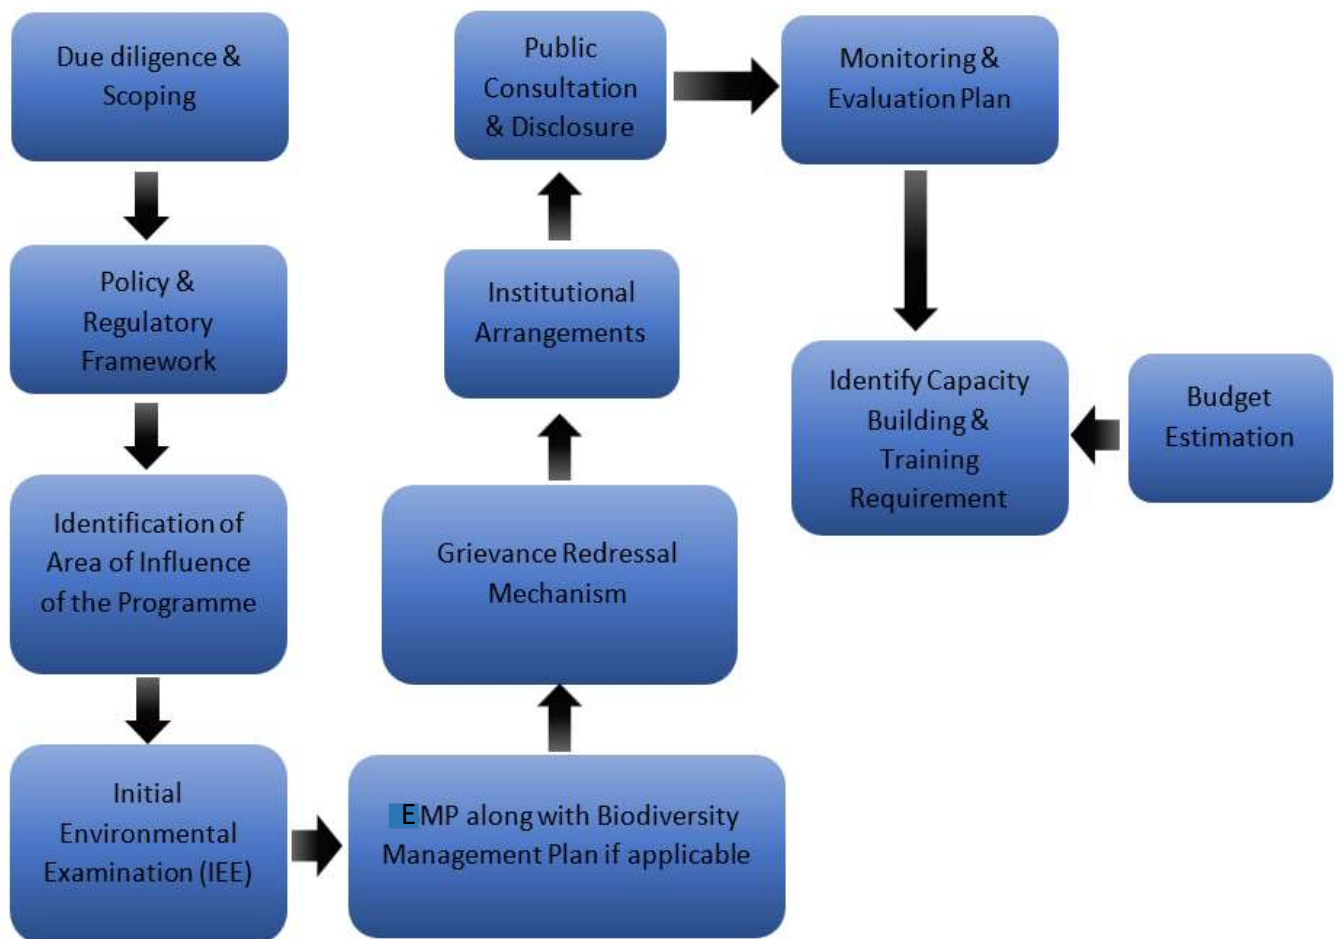 Due diligence &
Scoping
Policy &
Regulatory
Framework
Identification of
Area of Influence
of the Programme
Initial
Environmental
Examination (IEE)
EMP along with Biodiversity
Management Plan if applicable
Grievance Redressal
Mechanism
Institutional
Arrangements
Public
Consultation
& Disclosure
Monitoring &
Evaluation Plan
Identify Capacity
Building &
Training
Requirement
Budget
Estimation